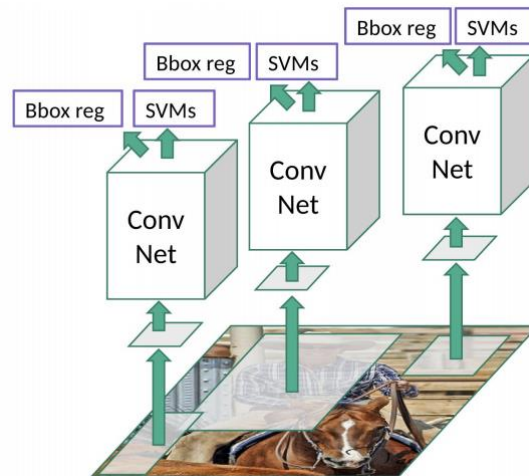 Bbox reg SVMs
Bbox reg SVMs
Bbox reg SVMs
Conv
Net
Conv
Net
Conv
Net